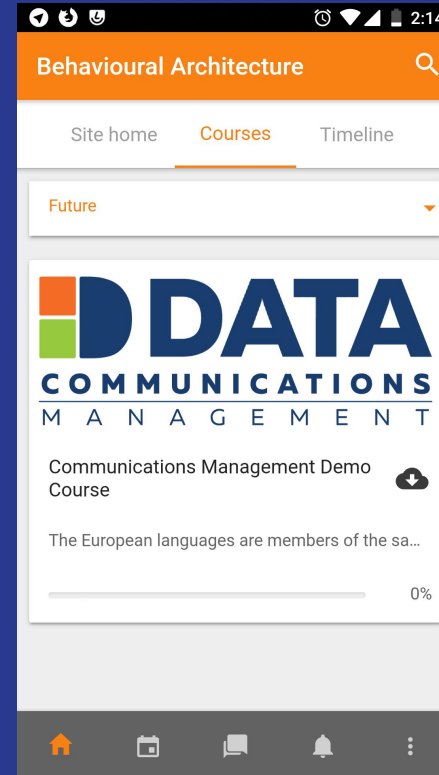 2:14
Behavioural Architecture
Site home Courses Timeline
Future
DATA
COMMUNICATIONS
MANAGEMENT
Communications Management Demo
Course
The European languages are members of the sa...
0%